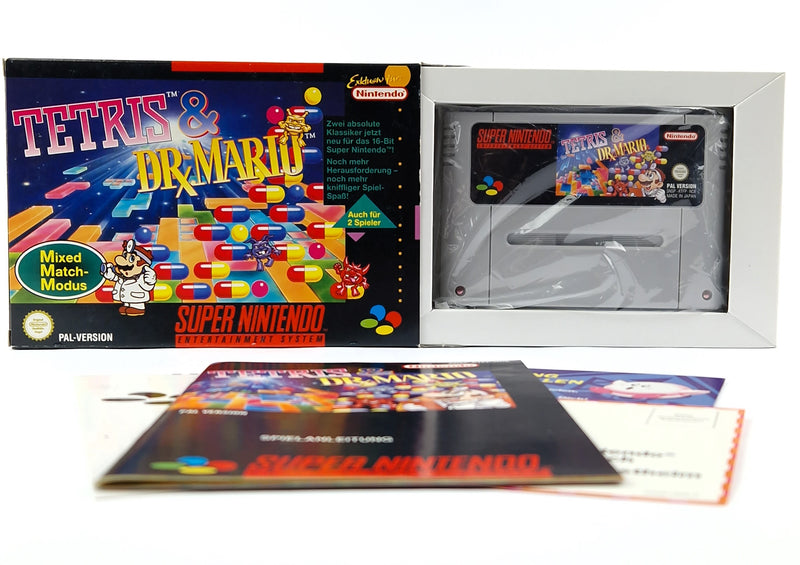 TETRIS™ &
DR. MARIO™
Exklusiv für
Nintendo
Zwei absolute
Klassiker jetzt
neu für das 16-Bit
Super Nintendo™!
Noch mehr
Herausforderung –
noch mehr
kniffliger Spiel-
Spaß!
Auch für
2 Spieler
Mixed
Match-
Modus
PAL-VERSION
SUPER NINTENDO
ENTERTAINMENT SYSTEM
SUPER NINTENDO
ENTERTAINMENT SYSTEM
TETRIS &
DR. MARIO
Nintendo
PAL VERSION
MADE IN JAPAN
TETRIS &
DR. MARIO
Nintendo
PAL VERSION
SPIELANLEITUNG
SUPER NINTENDO